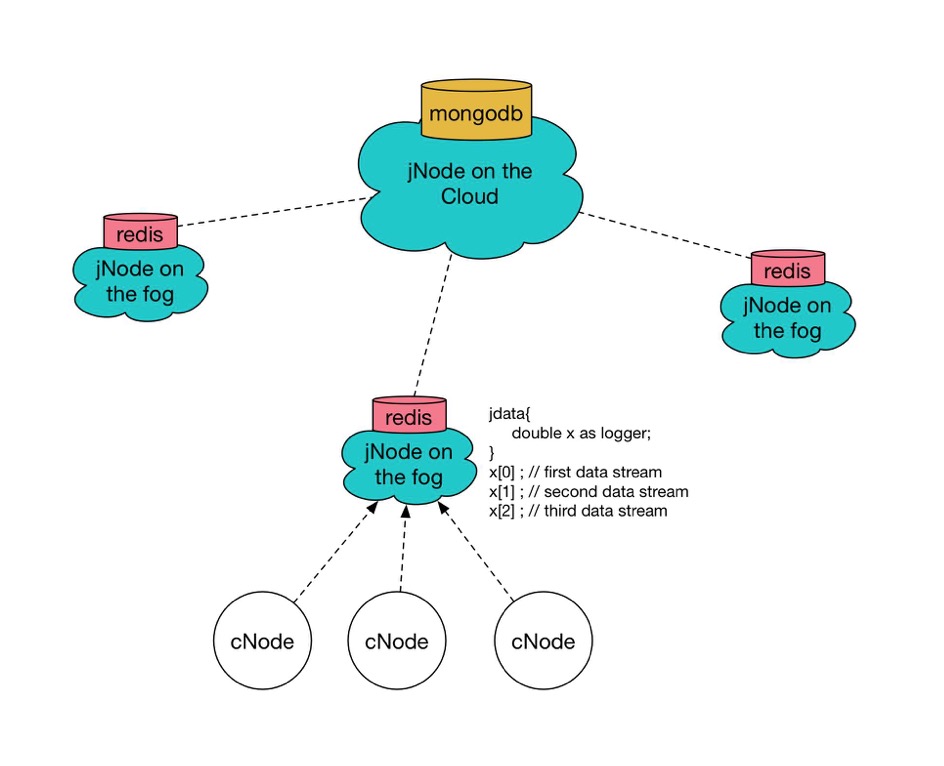 mongodb
jNode on the
Cloud
redis
jNode on
the fog
redis
jNode on
the fog
redis
jNode on
the fog
jdata{
double x as logger;
}
x[0] ; // first data stream
x[1] ; // second data stream
x[2] ; // third data stream
cNode
cNode
cNode